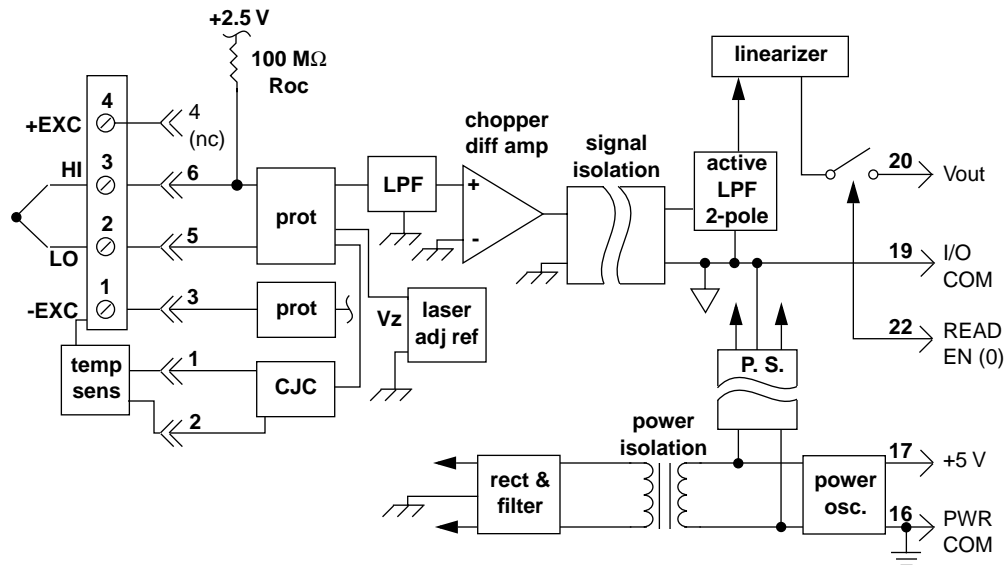 +2.5 V
100 MΩ
Roc
linearizer
4
+EXC
4
(nc)
chopper
diff amp
signal
isolation
HI
3
6
prot
LPF
+
-
active
LPF
2-pole
20
Vout
2
LO
5
19
I/O
COM
1
-EXC
3
prot
Vz
laser
adj ref
22
READ
EN (0)
temp
sens
1
2
CJC
P. S.
power
isolation
rect &
filter
power
osc.
17
+5 V
16
PWR
COM